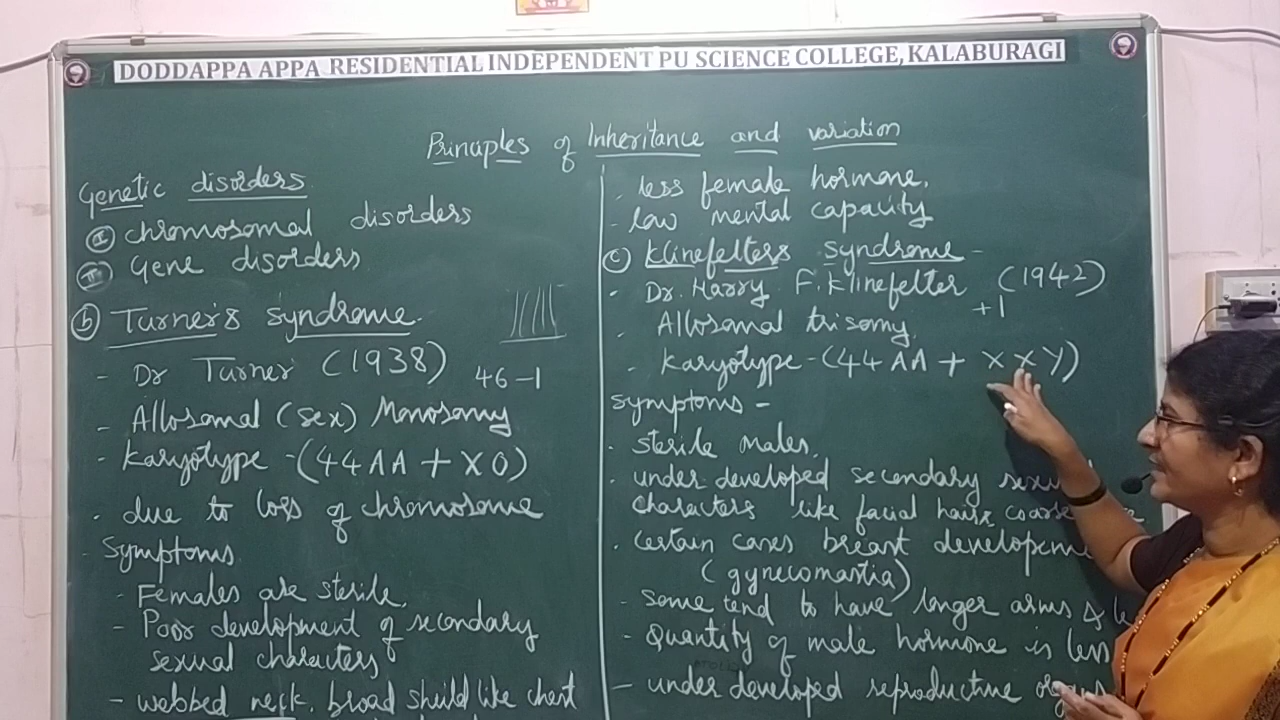 DODDAPPA APPA RESIDENTIAL INDEPENDENT PU SCIENCE COLLEGE, KALABURAGI
Principles of Inheritance and variation
Genetic disorders
(I) chromosomal disorders
(II) Gene disorders
(b) Turner's syndrome.
- Dr Turner (1938) 46-1
- Allosomal (sex) Monosomy
- Karyotype -(44AA + XO)
- due to loss of chromosome
- Symptoms
- Females are sterile.
- Poor development of secondary
sexual characters
- webbed neck, broad sheild like chest
- less female hormone.
- low mental capacity
(c) Klinefelters syndrome -
- Dr. Harry F. Klinefelter (1942)
+1
- Allosomal trisomy.
- Karyotype -(44 AA + XXY)
Symptoms -
- sterile males.
- under developed secondary
characters like facial hair,
- certain cases breast
(gynecomastia)
- some tend to have longer arms &
- Quantity of male hormone is less
- under developed reproductive